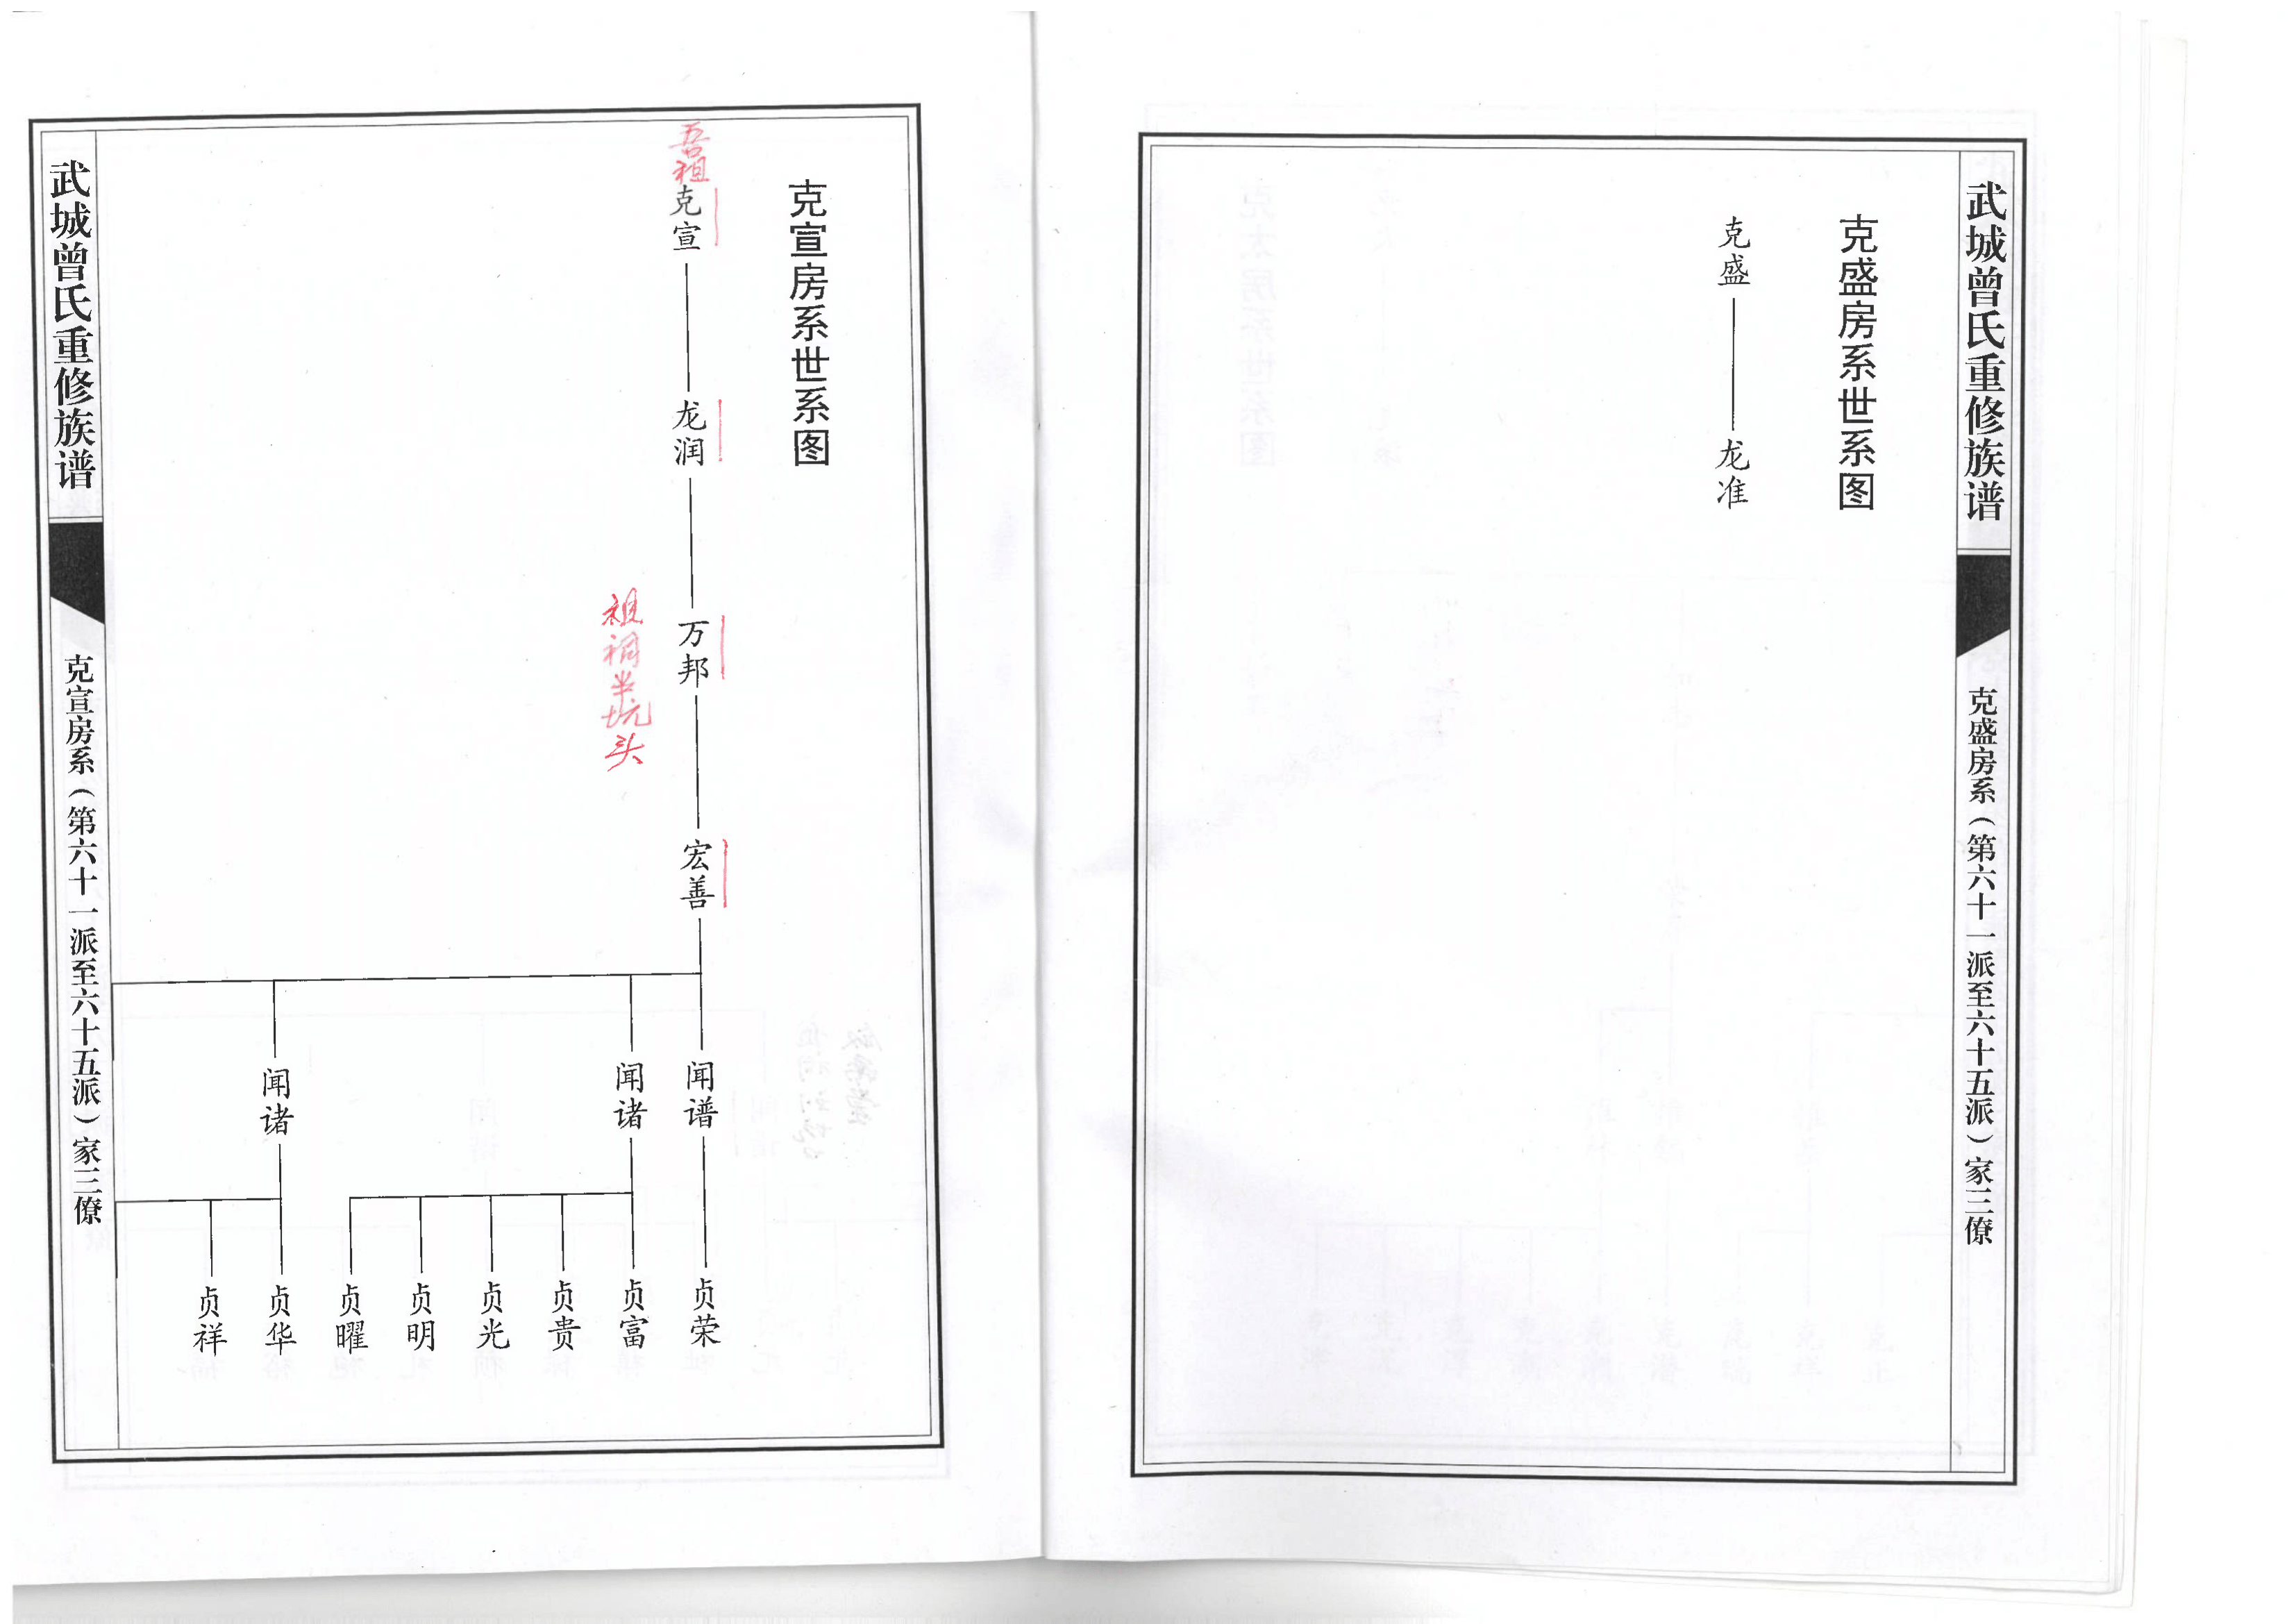 武城曾氏重修族谱
克盛房系（第六十一派至六十五派）家三僚
克盛房系世系图
克盛
龙准
克宣房系世系图
吾祖
克宣
龙润
万邦
宏善
祖祠半坑头
闻谱
闻诸
闻诸
贞荣
贞富
贞贵
贞光
贞明
贞曜
贞华
贞祥
武城曾氏重修族谱
克宣房系（第六十一派至六十五派）家三僚